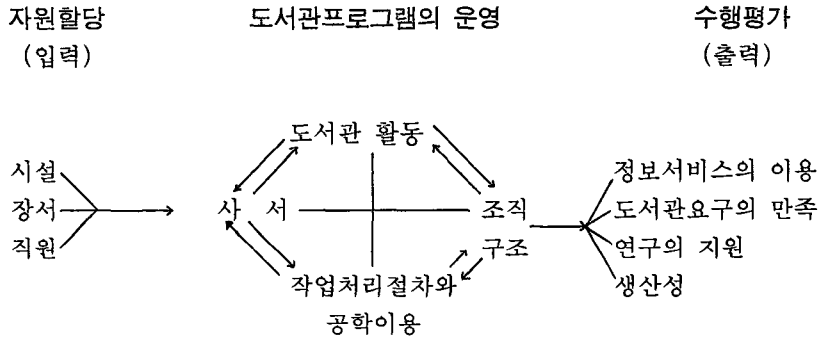 자원할당 도서관프로그램의 운영 수행평가
(입력) (출력)
도서관 활동
시설 정보서비스의 이용
장서 사 서 조직 도서관요구의 만족
직원 구조 연구의 지원
작업처리절차와 생산성
공학이용